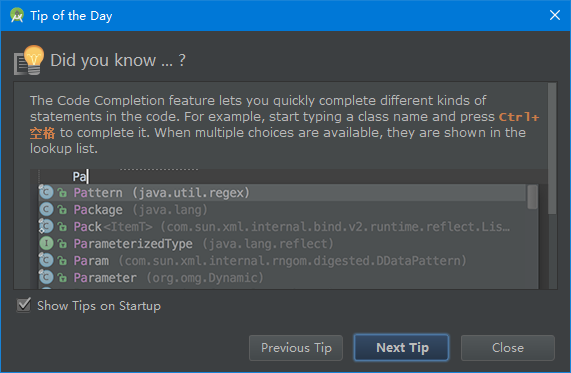 Tip of the Day
Did you know ... ?
The Code Completion feature lets you quickly complete different kinds of
statements in the code. For example, start typing a class name and press Ctrl+
空格 to complete it. When multiple choices are available, they are shown in the
lookup list.
Pa
Pattern (java.util.regex)
Package (java.lang)
Pack<ItemT> (com.sun.xml.internal.bind.v2.runtime.reflect.Lis...
ParameterizedType (java.lang.reflect)
Param (com.sun.xml.internal.rngom.digested.DDataPattern)
Parameter (org.omg.Dynamic)
Show Tips on Startup
Previous Tip Next Tip Close